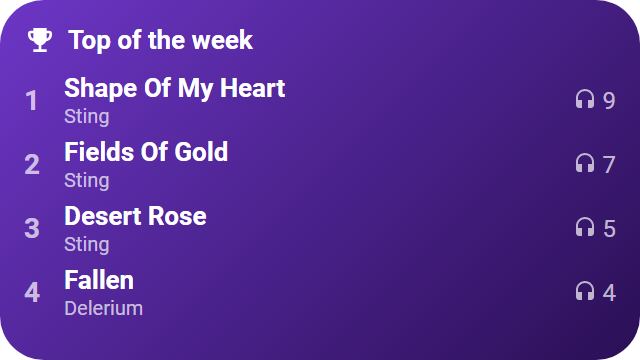 Top of the week
1 Shape Of My Heart 9
Sting
2 Fields Of Gold 7
Sting
3 Desert Rose 5
Sting
4 Fallen 4
Delerium